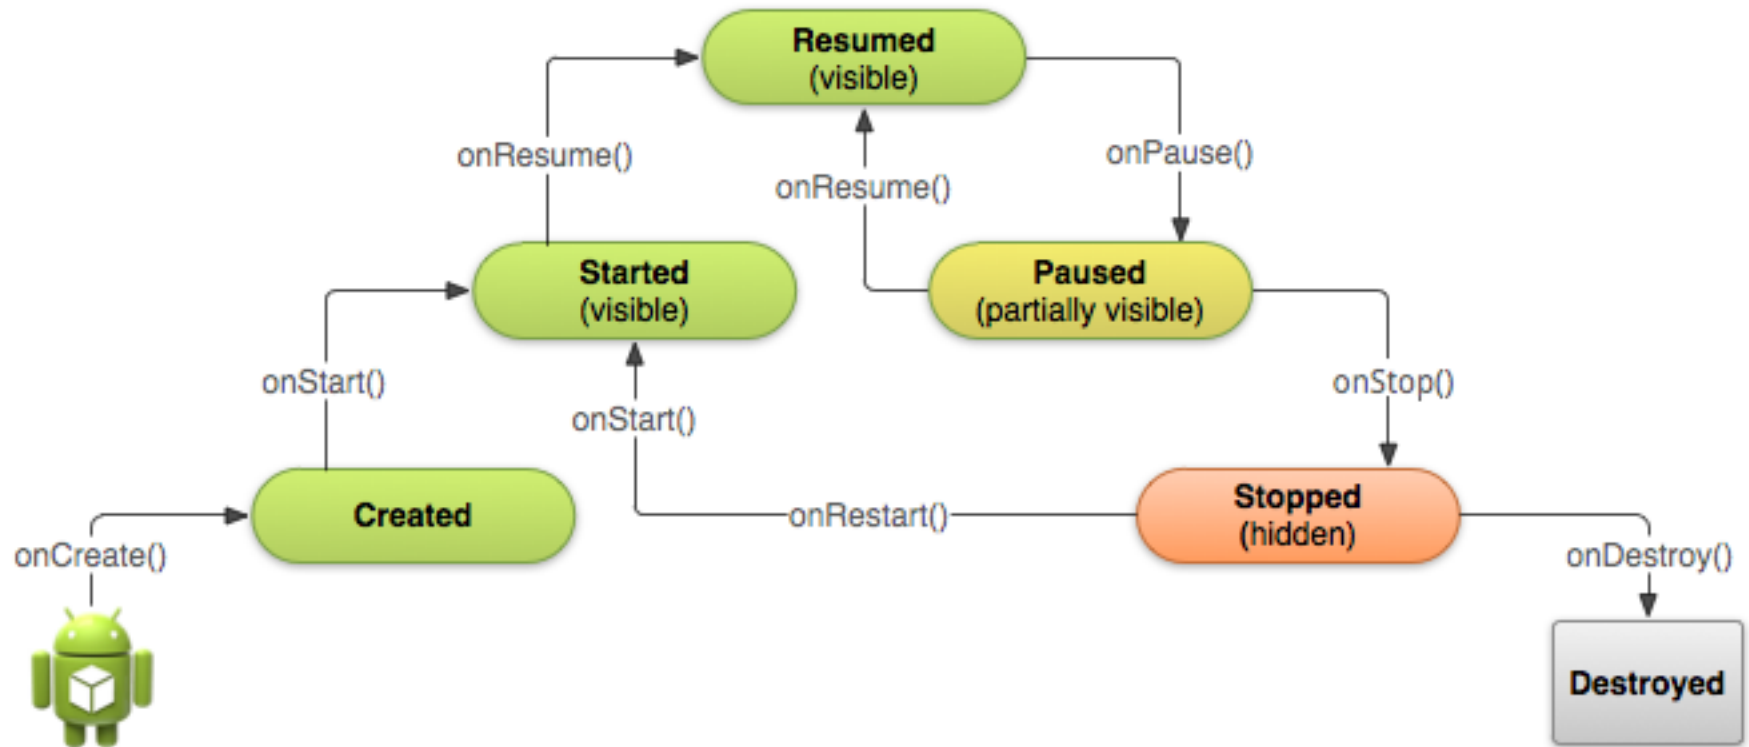 Resumed
(visible)
onResume()
onPause()
onResume()
Started
(visible)
Paused
(partially visible)
onStart()
onStop()
onStart()
Created
onRestart()
Stopped
(hidden)
onCreate()
onDestroy()
Destroyed